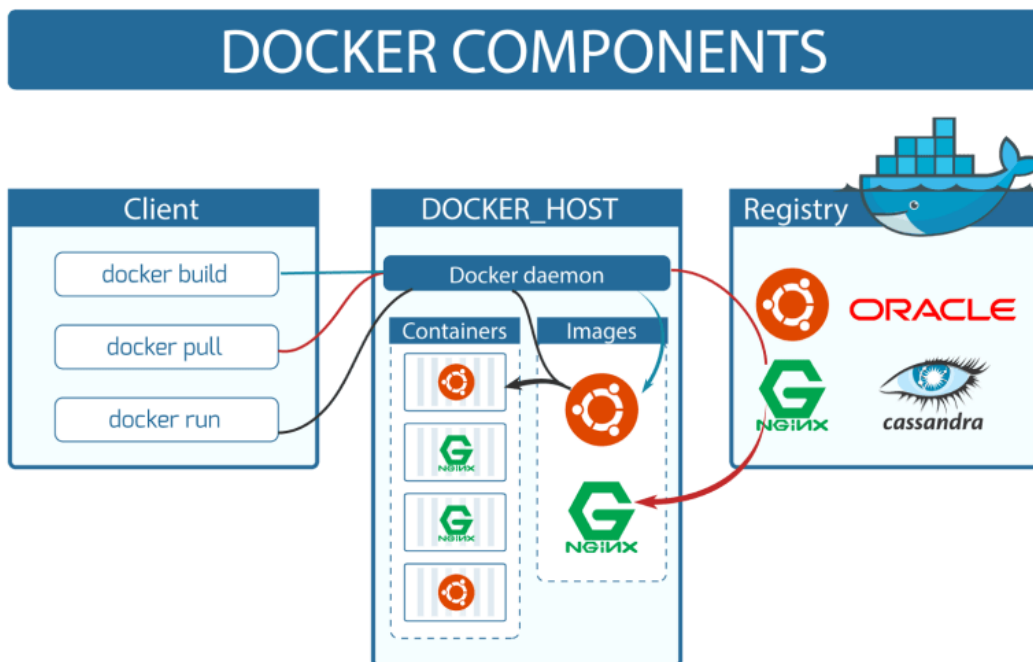 DOCKER COMPONENTS
Client
docker build
docker pull
docker run
DOCKER_HOST
Docker daemon
Containers
Images
NGINX
NGINX
NGINX
Registry
ORACLE
NGINX
cassandra